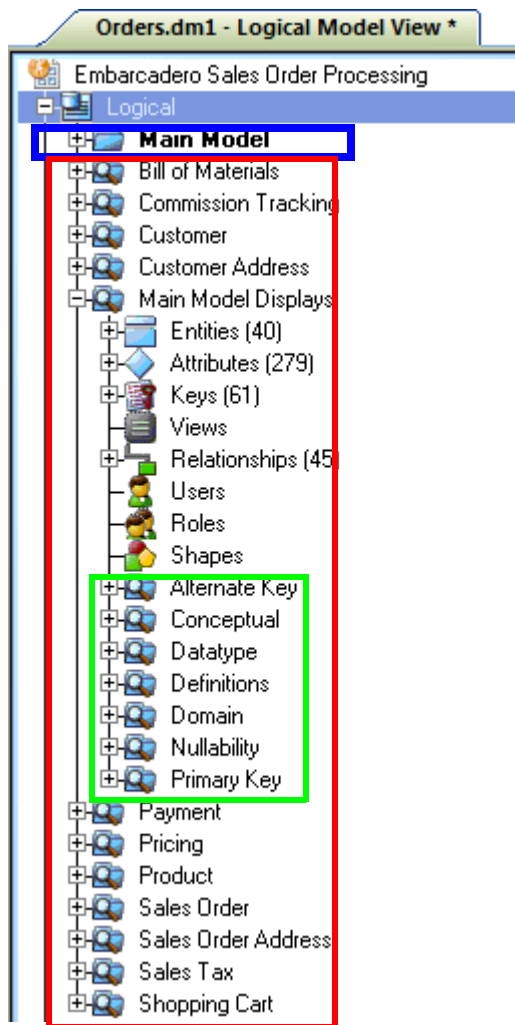 Orders.dm1 - Logical Model View *
Embarcadero Sales Order Processing
Logical
Main Model
Bill of Materials
Commission Tracking
Customer
Customer Address
Main Model Displays
Entities (40)
Attributes (279)
Keys (61)
Views
Relationships (45)
Users
Roles
Shapes
Alternate Key
Conceptual
Datatype
Definitions
Domain
Nullability
Primary Key
Payment
Pricing
Product
Sales Order
Sales Order Address
Sales Tax
Shopping Cart